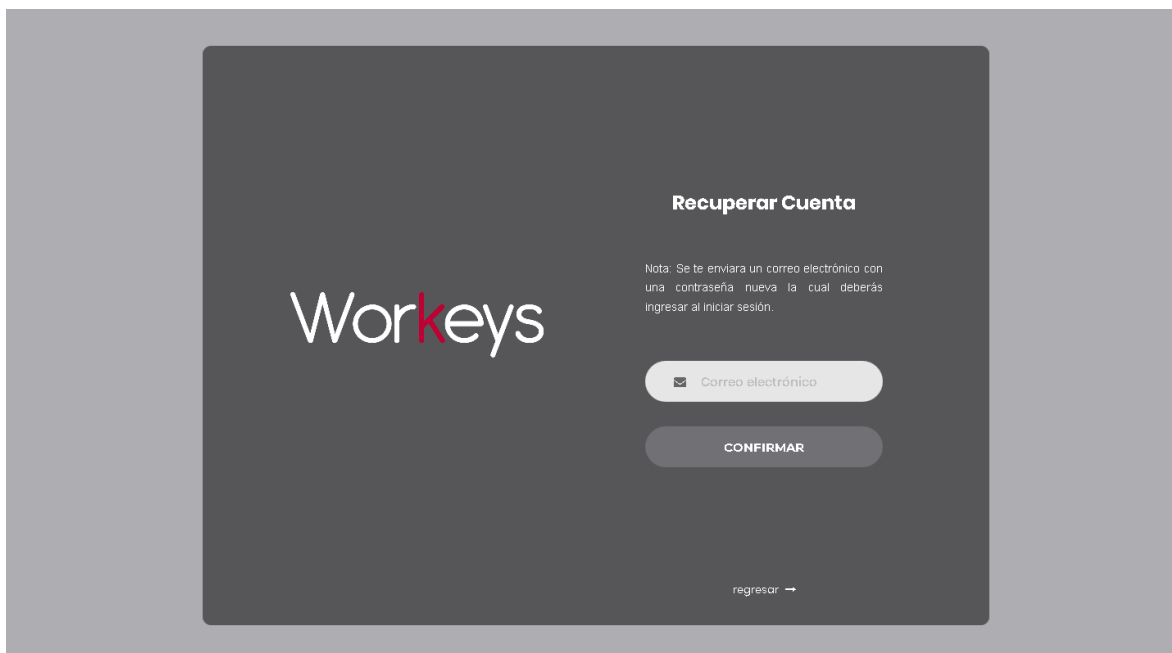 Workeys
Recuperar Cuenta
Nota: Se te enviara un correo electrónico con
una contraseña nueva la cual deberás
ingresar al iniciar sesión.
Correo electrónico
CONFIRMAR
regresar →